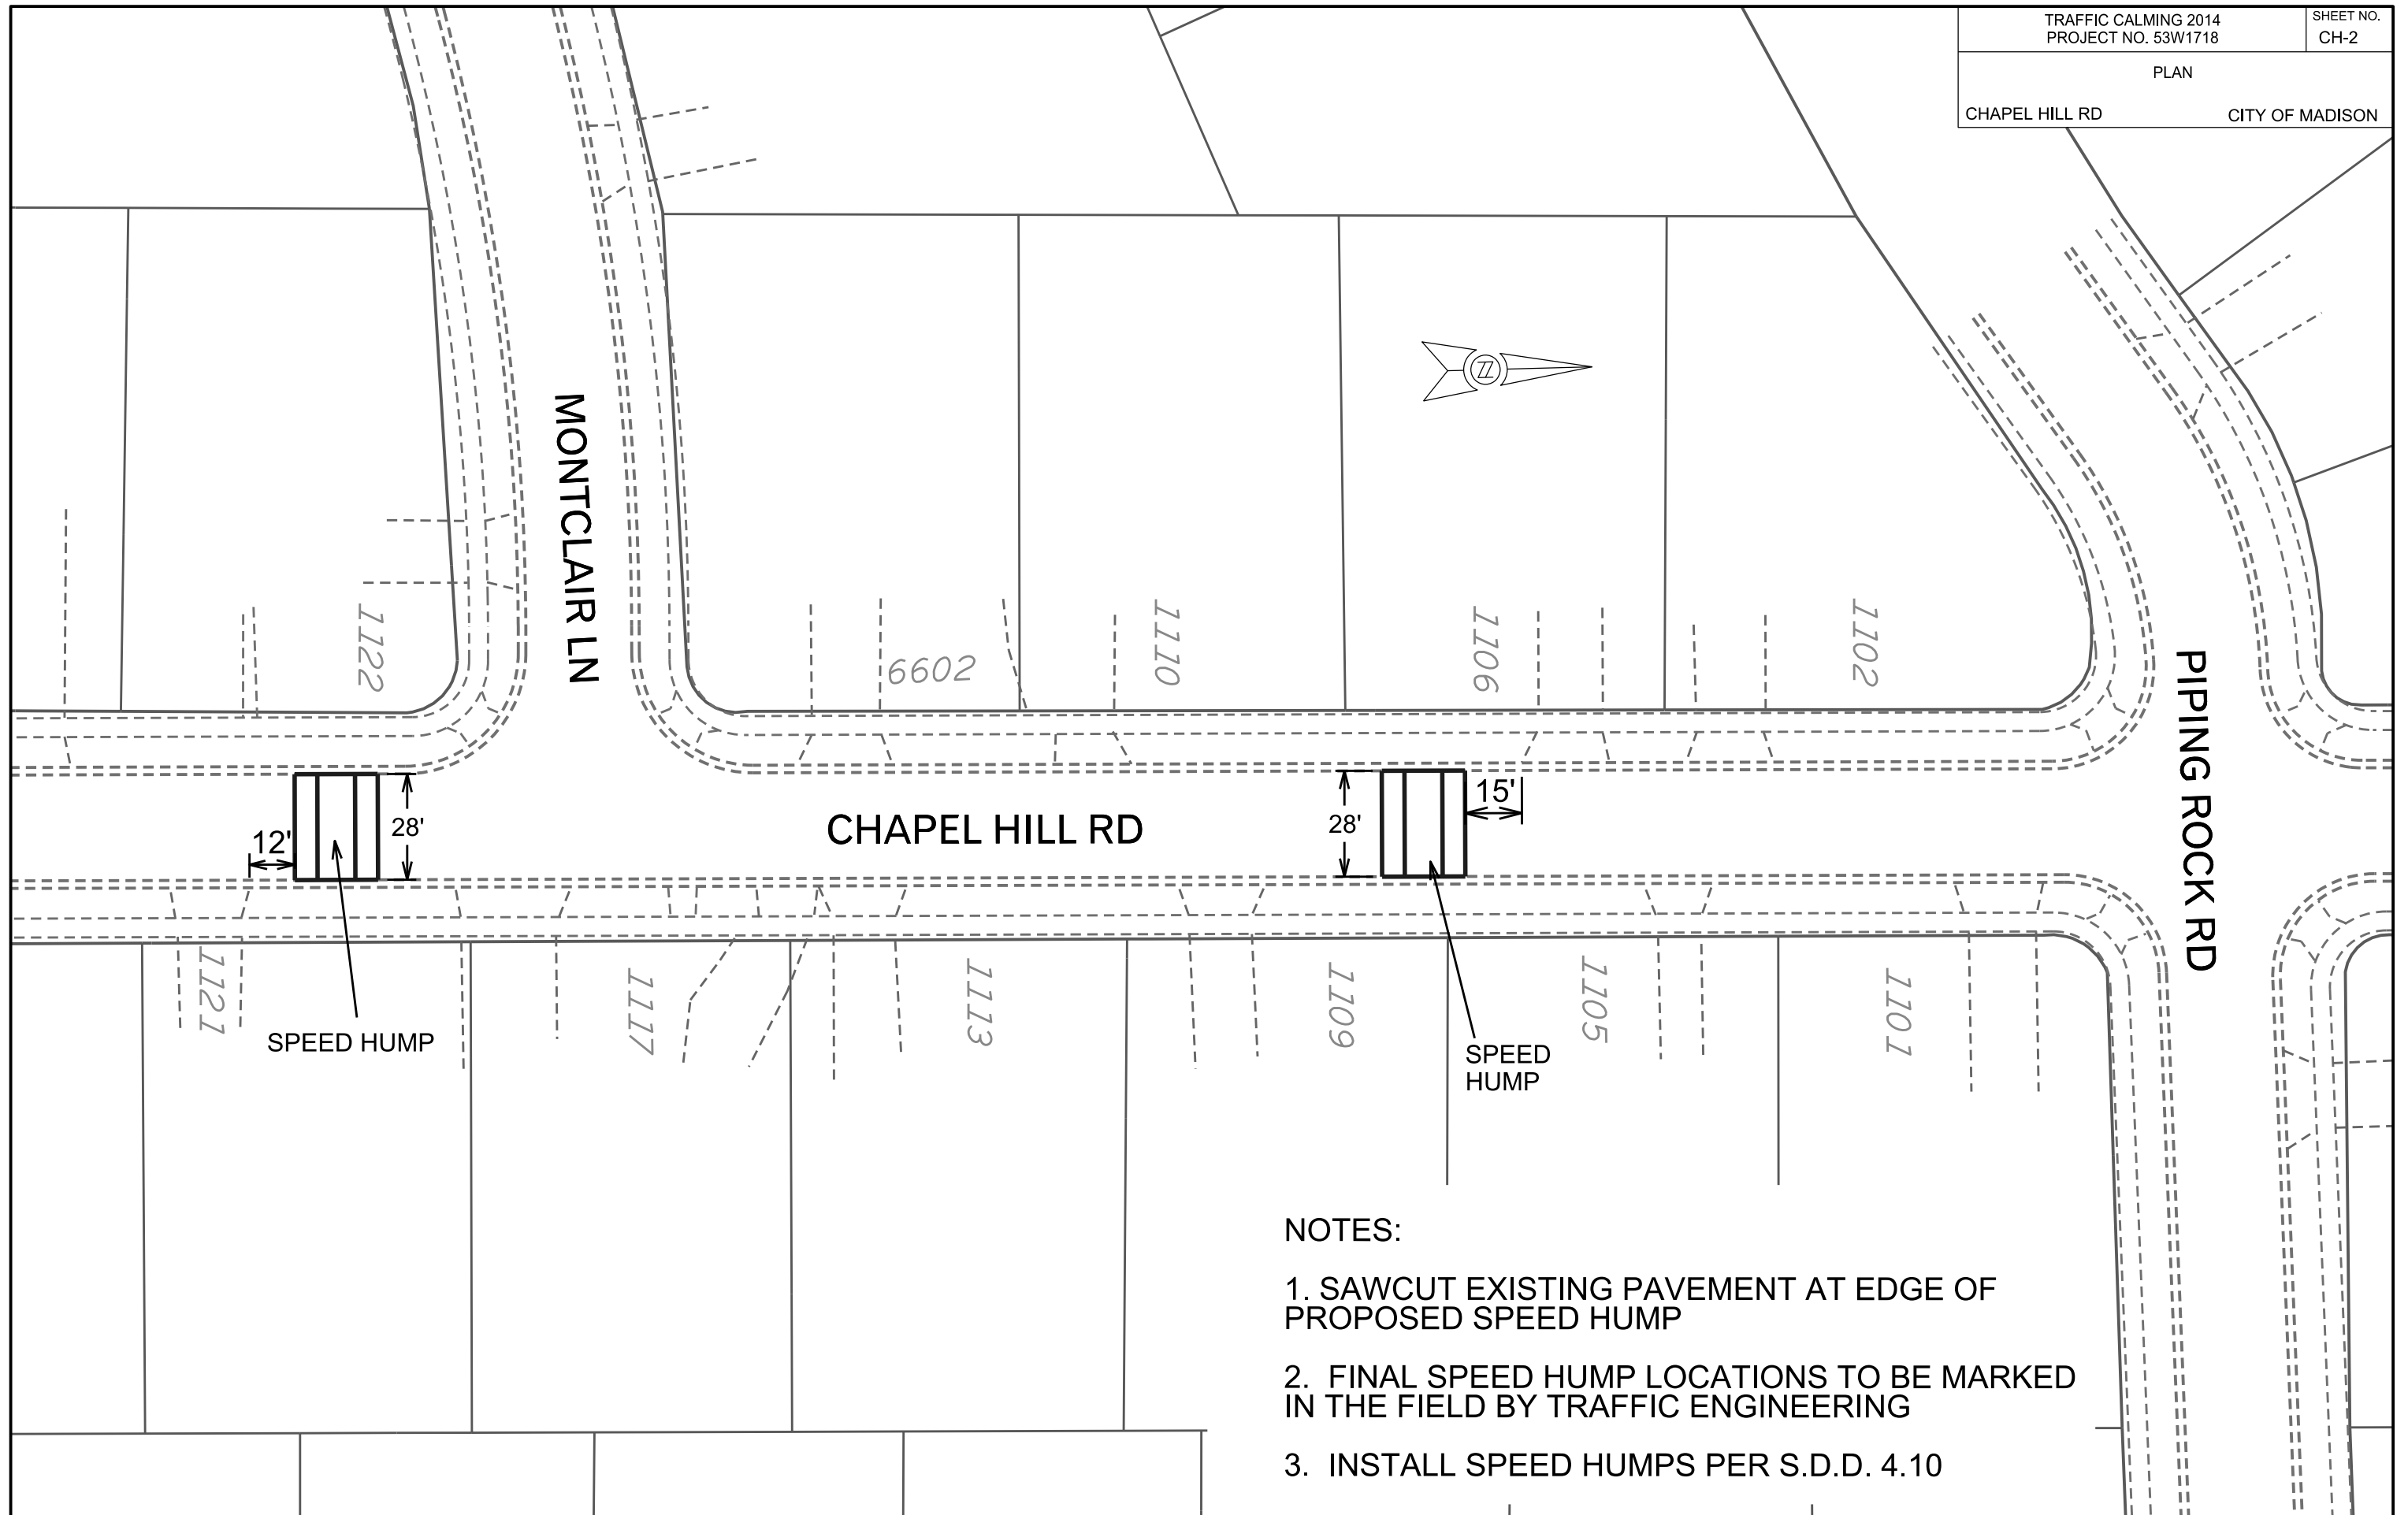 TRAFFIC CALMING 2014
PROJECT NO. 53W1718
SHEET NO.
CH-2
PLAN
CHAPEL HILL RD
CITY OF MADISON
MONTCLAIR LN
1122
6602
1110
1106
1102
PIPING ROCK RD
12'
28'
CHAPEL HILL RD
28'
15'
1121
1117
1113
1109
1105
1101
SPEED HUMP
SPEED
HUMP
NOTES:
1. SAWCUT EXISTING PAVEMENT AT EDGE OF
PROPOSED SPEED HUMP
2. FINAL SPEED HUMP LOCATIONS TO BE MARKED
IN THE FIELD BY TRAFFIC ENGINEERING
3. INSTALL SPEED HUMPS PER S.D.D. 4.10